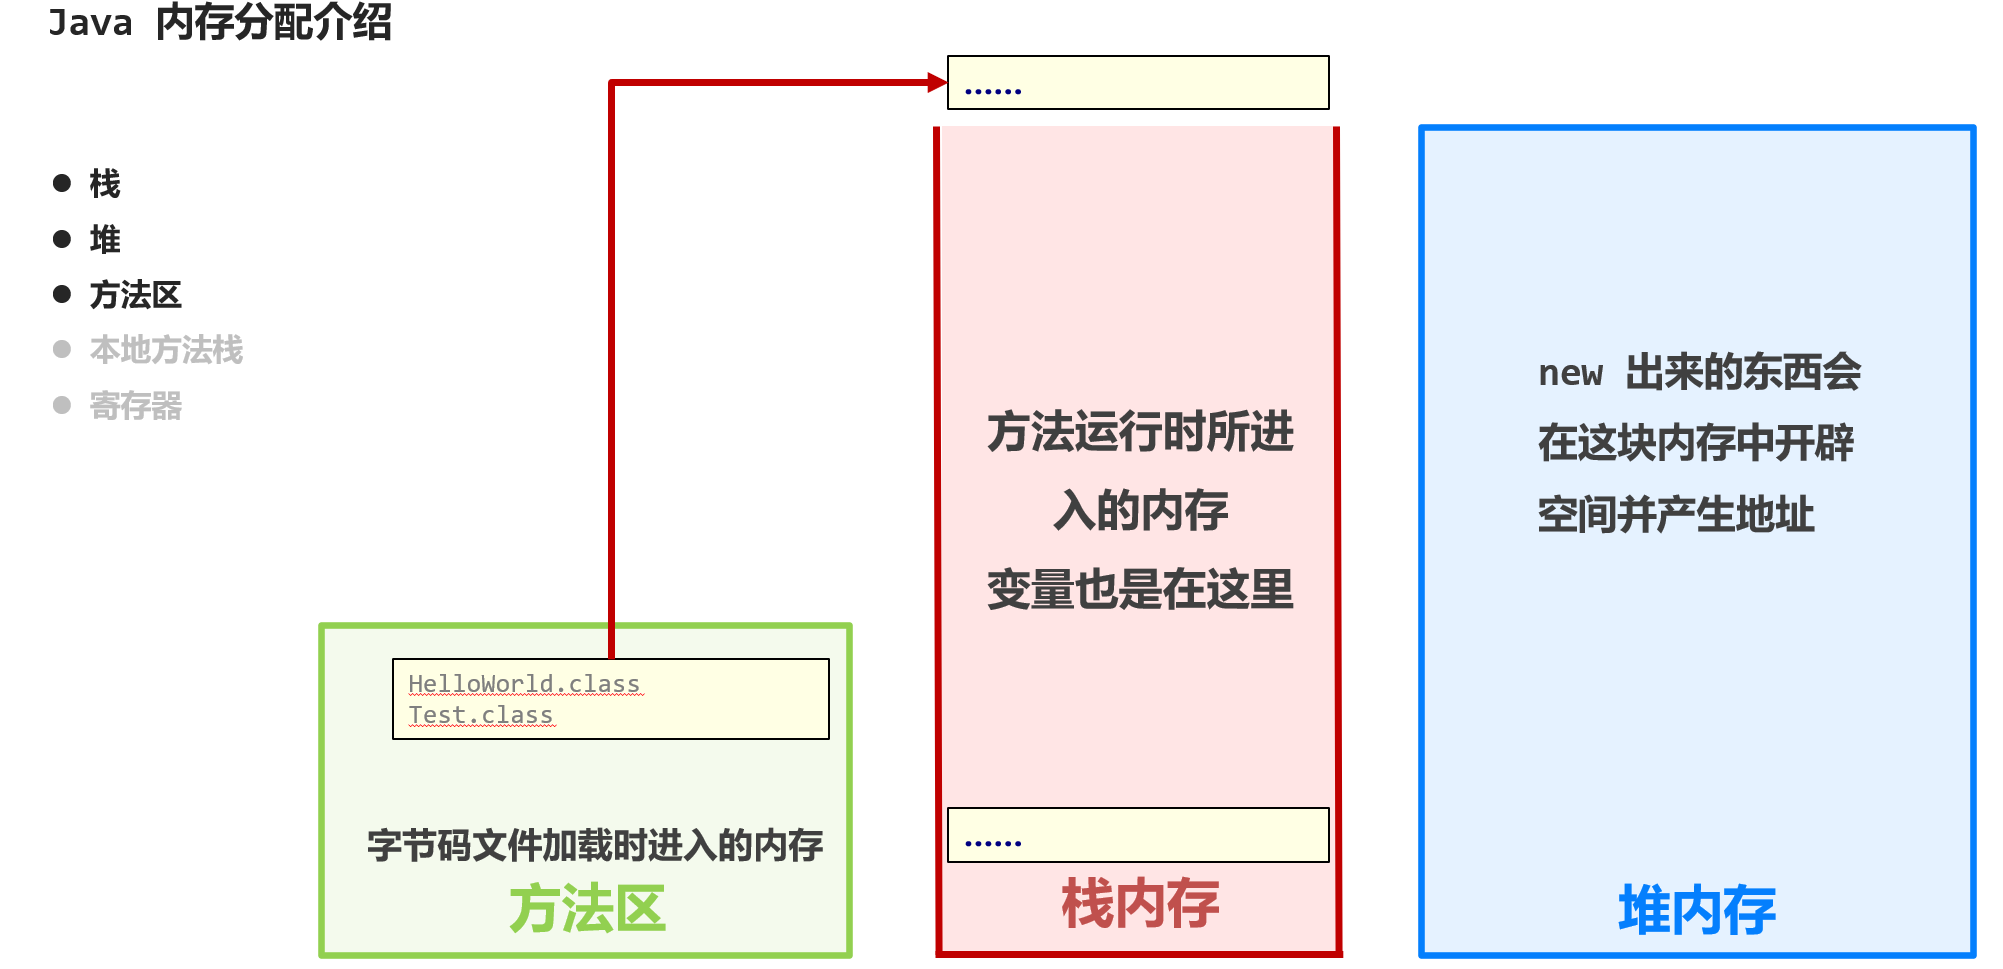 Java 内存分配介绍
栈
堆
方法区
本地方法栈
寄存器
HelloWorld.class
Test.class
字节码文件加载时进入的内存
方法区
......
方法运行时所进
入的内存
变量也是在这里
......
栈内存
new 出来的东西会
在这块内存中开辟
空间并产生地址
堆内存